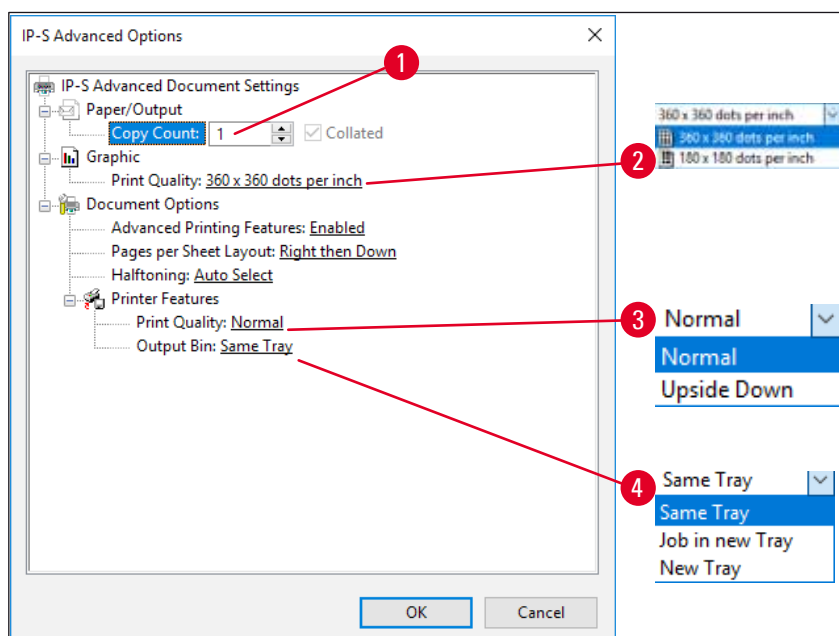 IP-S Advanced Options
1
IP-S Advanced Document Settings
Paper/Output
Copy Count: 1 Collated
Graphic
Print Quality: 360 x 360 dots per inch
Document Options
Advanced Printing Features: Enabled
Pages per Sheet Layout: Right then Down
Halftoning: Auto Select
Printer Features
Print Quality: Normal
Output Bin: Same Tray
OK Cancel
2
360 x 360 dots per inch
360 x 360 dots per inch
180 x 180 dots per inch
3
Normal
Normal
Upside Down
4
Same Tray
Same Tray
Job in new Tray
New Tray